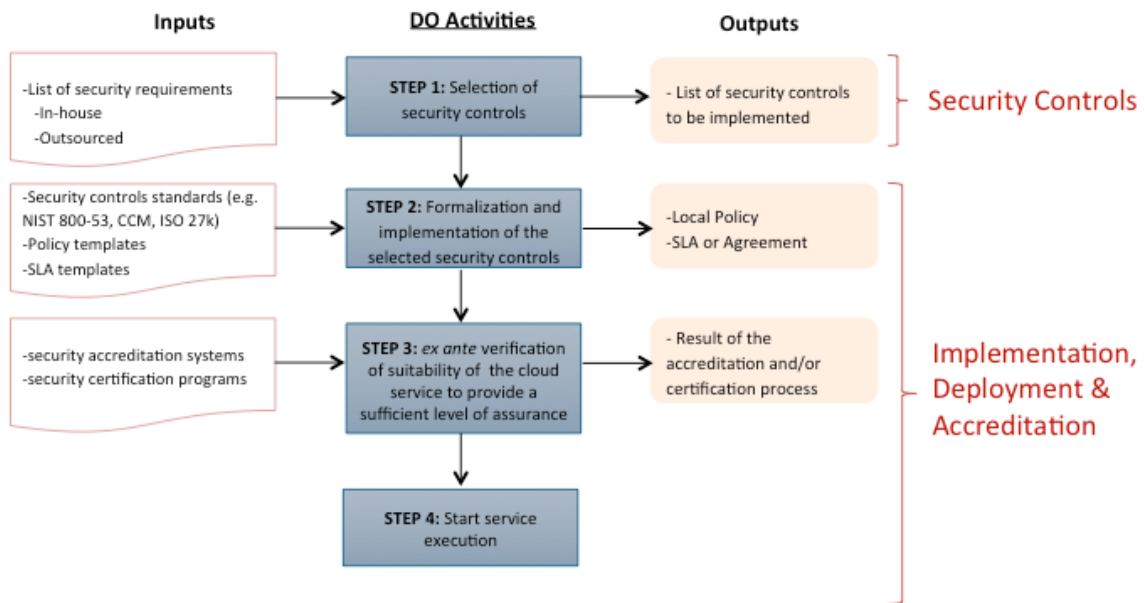 Inputs
DO Activities
Outputs
-List of security requirements
-In-house
-Outsourced
STEP 1: Selection of
security controls
- List of security controls
to be implemented
Security Controls
-Security controls standards (e.g.
NIST 800-53, CCM, ISO 27k)
-Policy templates
-SLA templates
STEP 2: Formalization and
implementation of the
selected security controls
-Local Policy
-SLA or Agreement
-security accreditation systems
-security certification programs
STEP 3: ex ante verification
of suitability of the cloud
service to provide a
sufficient level of assurance
- Result of the
accreditation and/or
certification process
Implementation,
Deployment &
Accreditation
STEP 4: Start service
execution